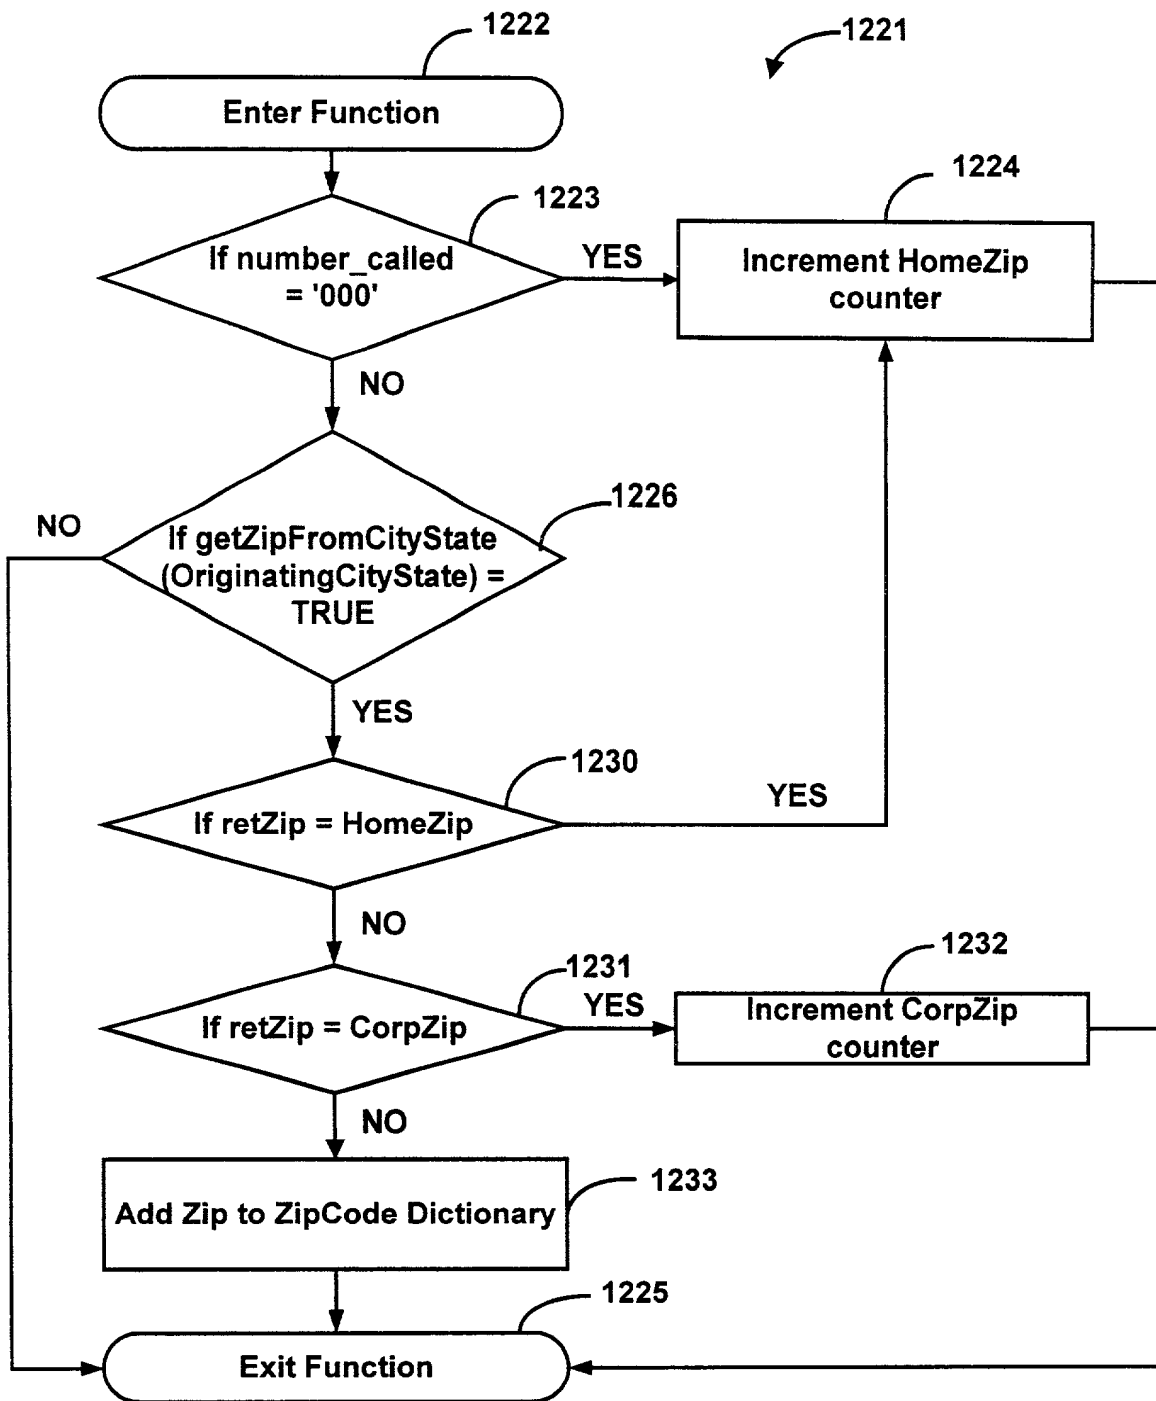 1222
1221
Enter Function
1223
1224
If number_called
= '000'
YES
Increment HomeZip
counter
NO
1226
NO
If getZipFromCityState
(OriginatingCityState) =
TRUE
YES
1230
If retZip = HomeZip
YES
NO
1231
1232
If retZip = CorpZip
YES
Increment CorpZip
counter
NO
1233
Add Zip to ZipCode Dictionary
1225
Exit Function